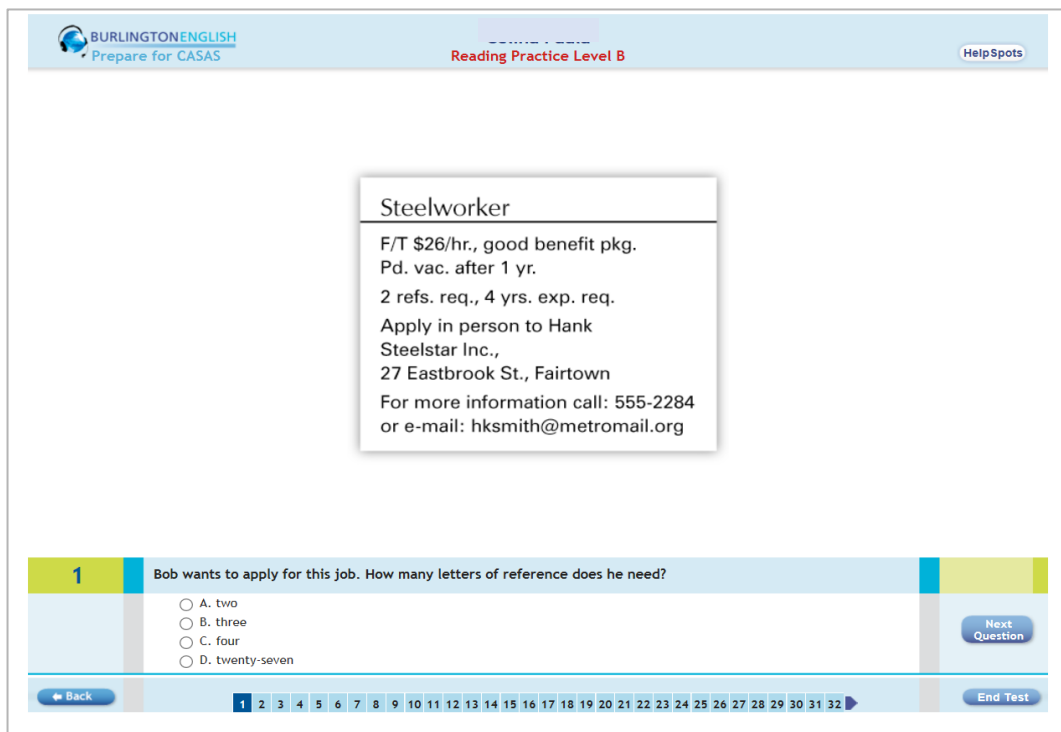 BURLINGTONENGLISH
Prepare for CASAS
Reading Practice Level B
HelpSpots
Steelworker
F/T $26/hr., good benefit pkg.
Pd. vac. after 1 yr.
2 refs. req., 4 yrs. exp. req.
Apply in person to Hank
Steelstar Inc.,
27 Eastbrook St., Fairtown
For more information call: 555-2284
or e-mail: hksmith@metromail.org
1
Bob wants to apply for this job. How many letters of reference does he need?
A. two
B. three
C. four
D. twenty-seven
Next
Question
Back
1 2 3 4 5 6 7 8 9 10 11 12 13 14 15 16 17 18 19 20 21 22 23 24 25 26 27 28 29 30 31 32
End Test